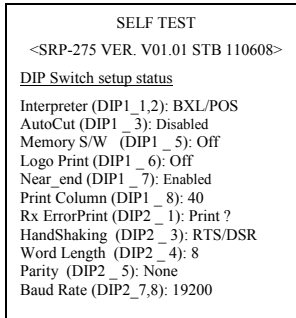 SELF TEST
<SRP-275 VER. V01.01 STB 110608>
DIP Switch setup status
Interpreter (DIP1_1,2): BXL/POS
AutoCut (DIP1 _ 3): Disabled
Memory S/W (DIP1 _ 5): Off
Logo Print (DIP1 _ 6): Off
Near_end (DIP1 _ 7): Enabled
Print Column (DIP1 _ 8): 40
Rx ErrorPrint (DIP2 _ 1): Print ?
HandShaking (DIP2 _ 3): RTS/DSR
Word Length (DIP2 _ 4): 8
Parity (DIP2 _ 5): None
Baud Rate (DIP2_7,8): 19200